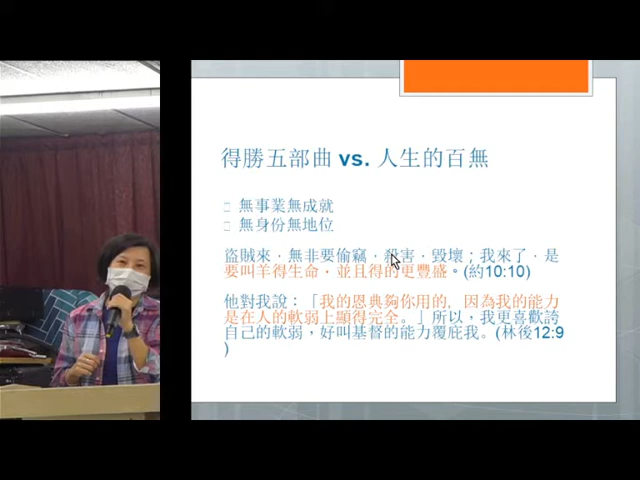 得勝五部曲 vs. 人生的百無
無事業無成就
無身份無地位
盜賊來，無非要偷竊，殺害，毀壞；我來了，是
要叫羊得生命，並且得的更豐盛。(約10:10)
他對我說：「我的恩典夠你用的, 因為我的能力
是在人的軟弱上顯得完全。」所以，我更喜歡誇
自己的軟弱，好叫基督的能力覆庇我。(林後12:9
)